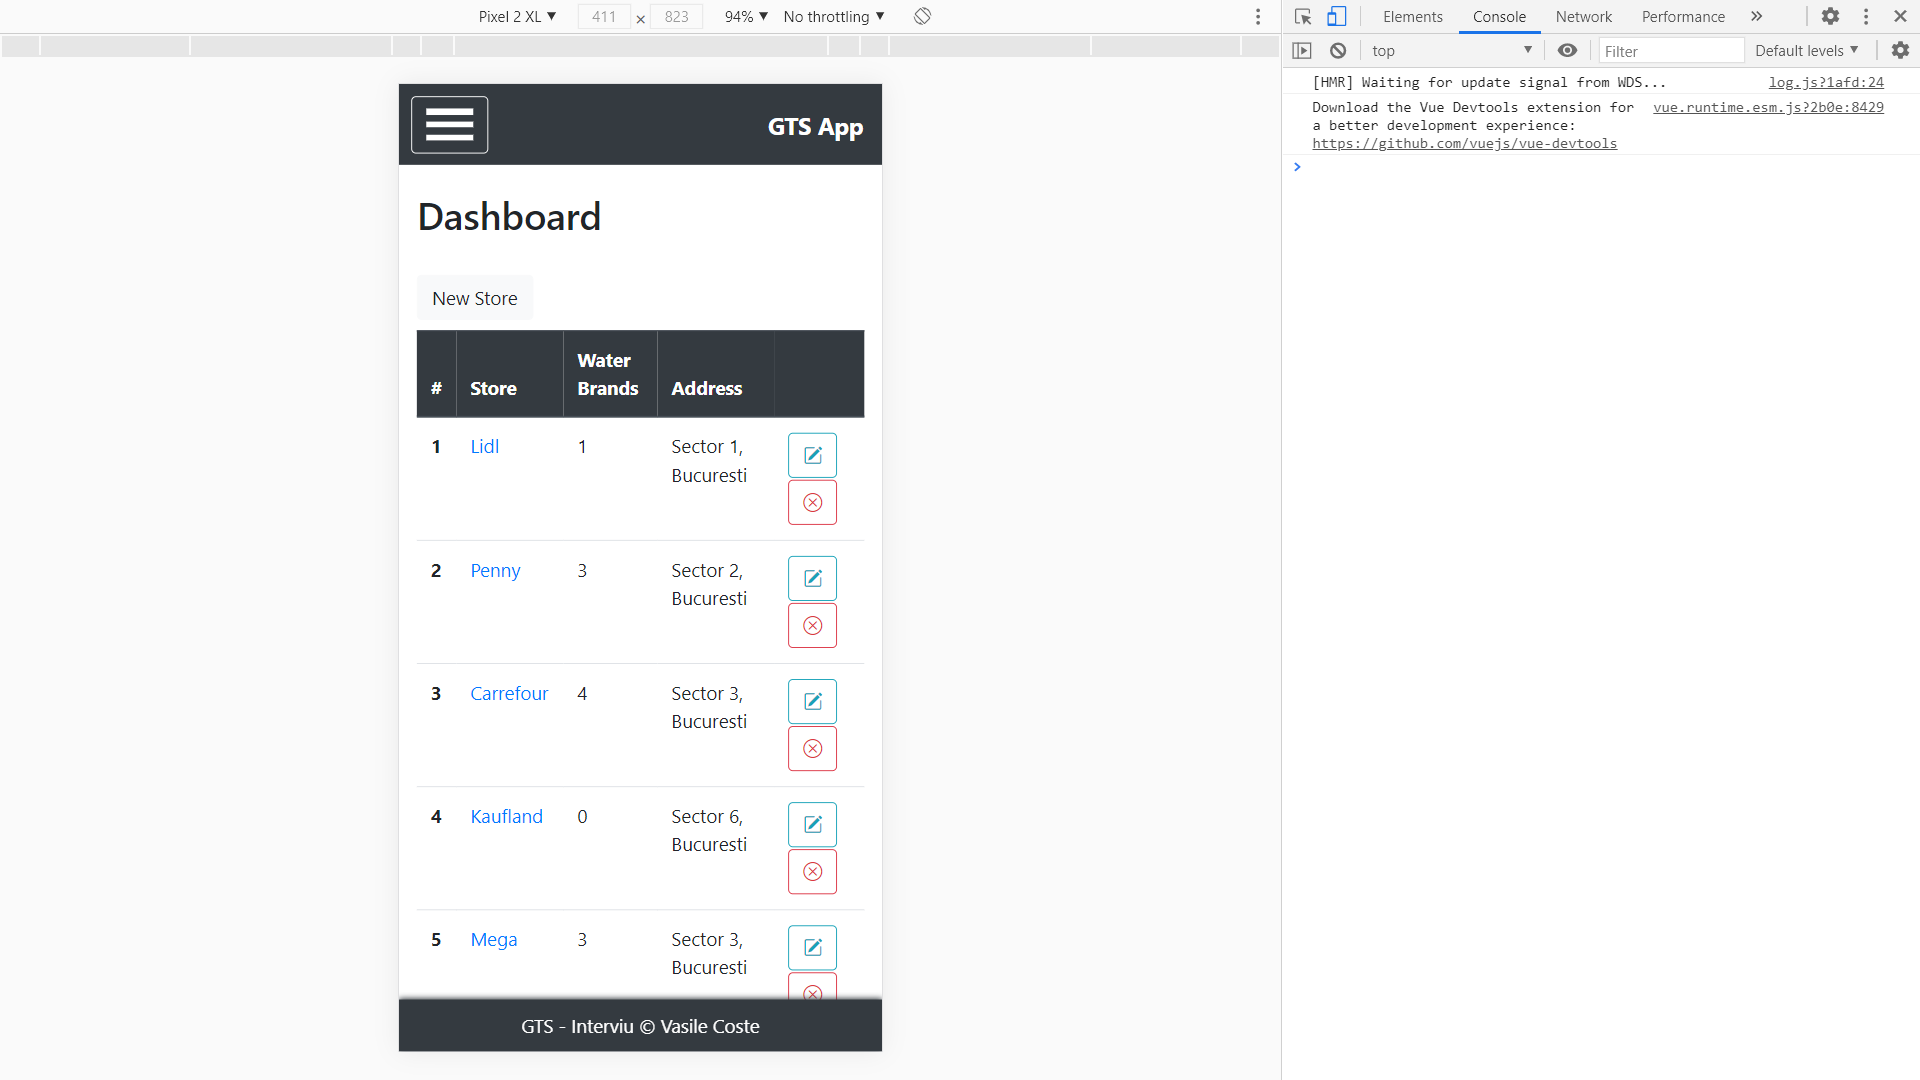 Pixel 2 XL ▼ 411 × 823 94% ▼ No throttling ▼
GTS App
Dashboard
New Store
# Store Water Brands Address
1 Lidl 1 Sector 1,
Bucuresti
2 Penny 3 Sector 2,
Bucuresti
3 Carrefour 4 Sector 3,
Bucuresti
4 Kaufland 0 Sector 6,
Bucuresti
5 Mega 3 Sector 3,
Bucuresti
GTS - Interviu © Vasile Coste
Elements Console Network Performance »
top ▼ Filter Default levels ▼
[HMR] Waiting for update signal from WDS... log.js?1afd:24
Download the Vue Devtools extension for vue.runtime.esm.js?2b0e:8429
a better development experience:
https://github.com/vuejs/vue-devtools
>